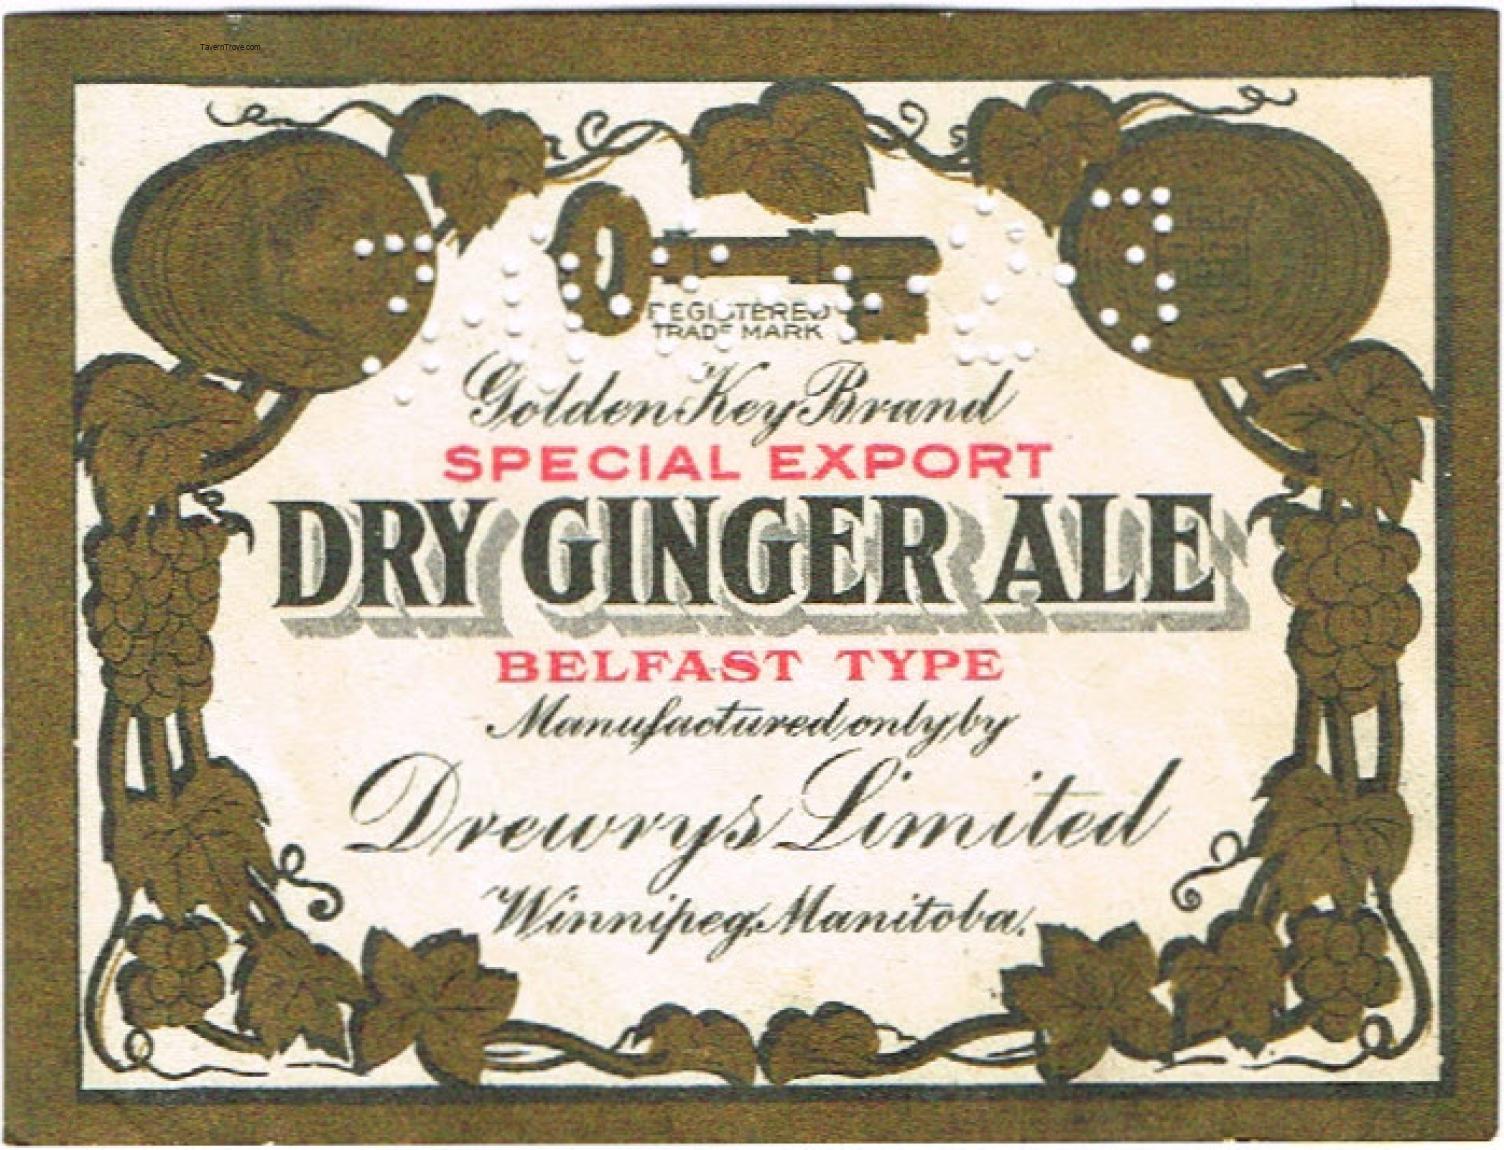 TavernTrove.com
REGISTERED
TRADE MARK
Golden Key Brand
SPECIAL EXPORT
DRY GINGER ALE
BELFAST TYPE
Manufactured only by
Drewrys Limited
Winnipeg, Manitoba.